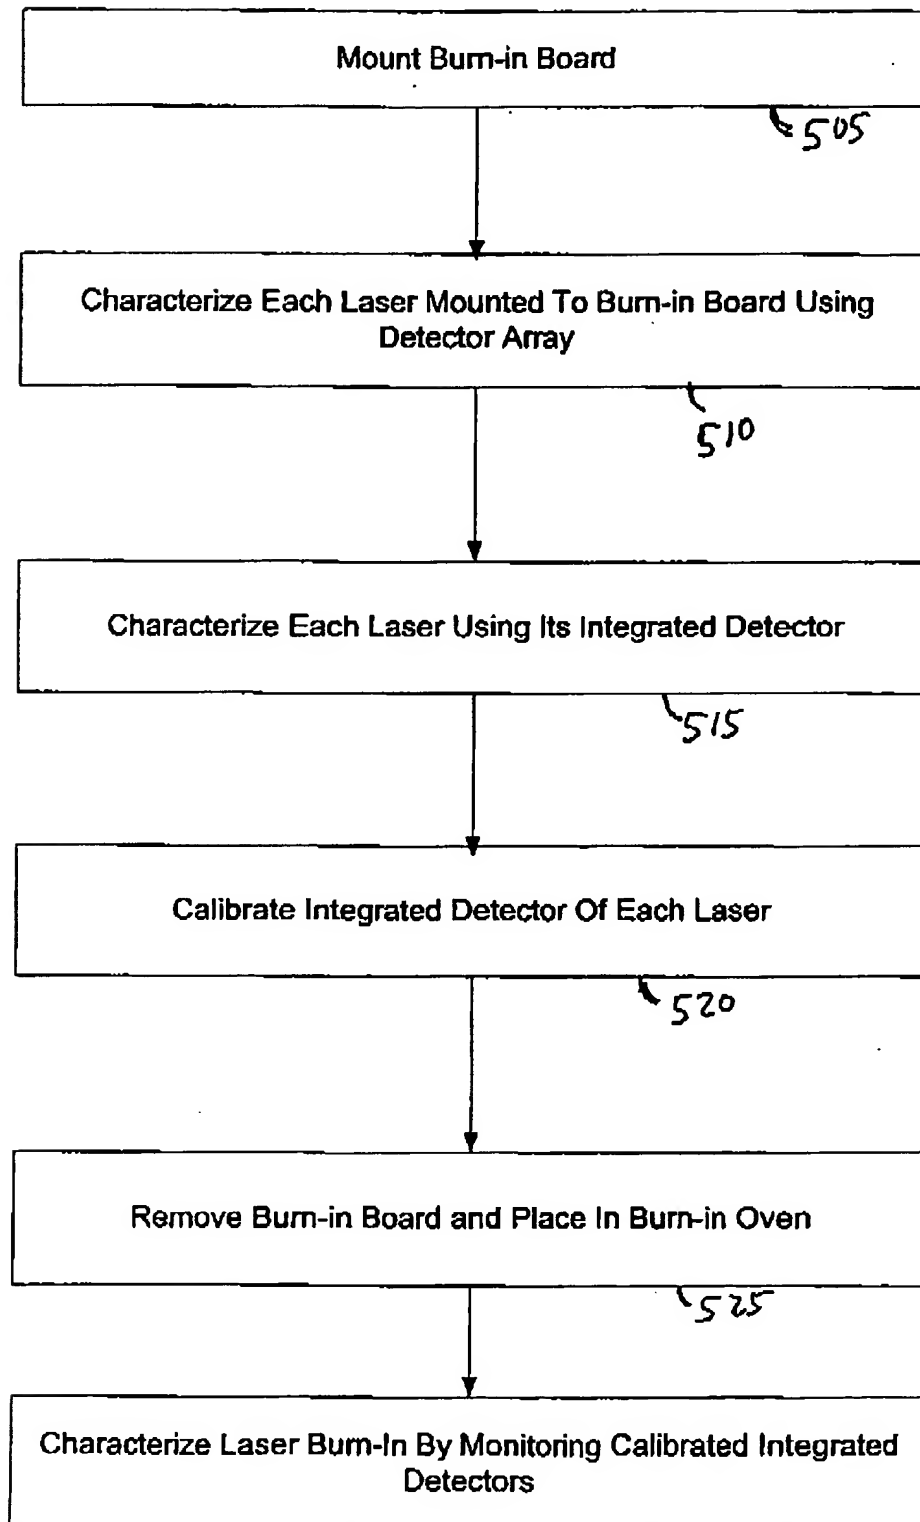 Mount Burn-in Board
505
Characterize Each Laser Mounted To Burn-in Board Using
Detector Array
510
Characterize Each Laser Using Its Integrated Detector
515
Calibrate Integrated Detector Of Each Laser
520
Remove Burn-in Board and Place In Burn-in Oven
525
Characterize Laser Burn-In By Monitoring Calibrated Integrated
Detectors